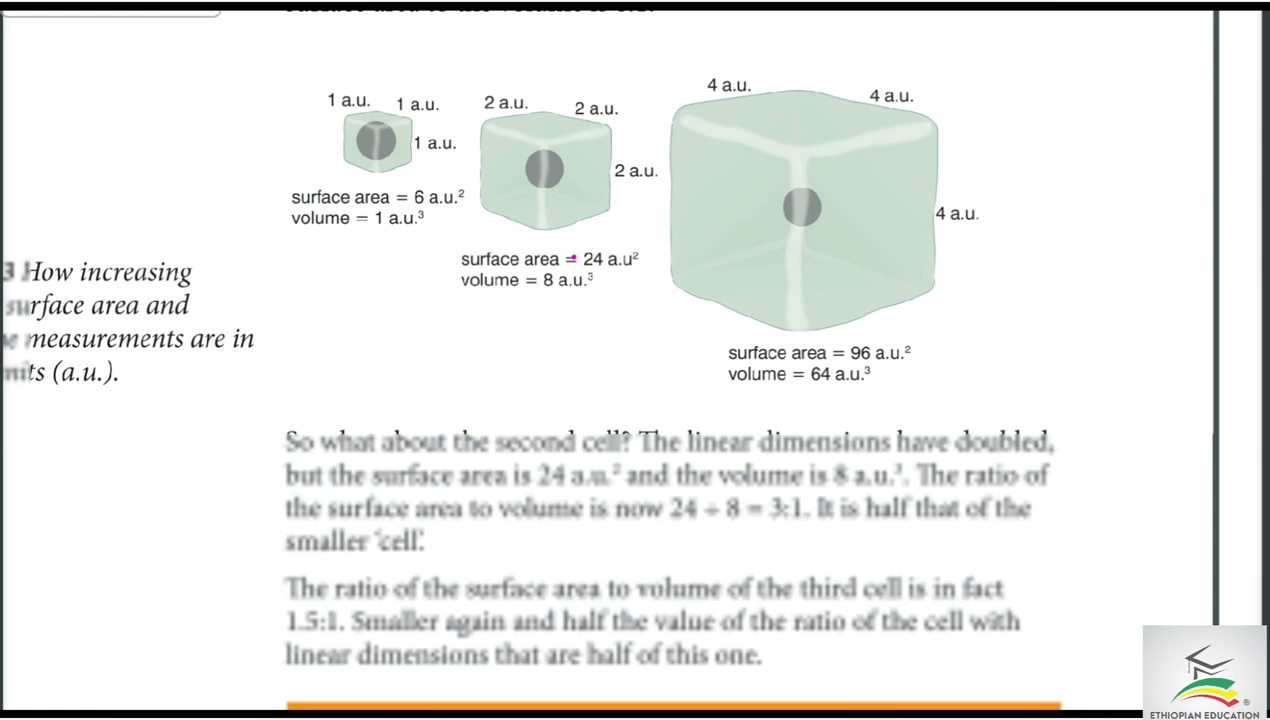 1 a.u.
1 a.u.
1 a.u.
surface area = 6 a.u.²
volume = 1 a.u.³
2 a.u.
2 a.u.
2 a.u.
surface area = 24 a.u²
volume = 8 a.u.³
4 a.u.
4 a.u.
4 a.u.
surface area = 96 a.u.²
volume = 64 a.u.³
3 How increasing
surface area and
measurements are in
(a.u.).
So what about the second cell? The linear dimensions have doubled,
but the surface area is 24 a.u.² and the volume is 8 a.u.³. The ratio of
the surface area to volume is now 24 ÷ 8 = 3:1. It is half that of the
smaller ‘cell’.
The ratio of the surface area to volume of the third cell is in fact
1.5:1. Smaller again and half the value of the ratio of the cell with
linear dimensions that are half of this one.
ETHIOPIAN EDUCATION
®